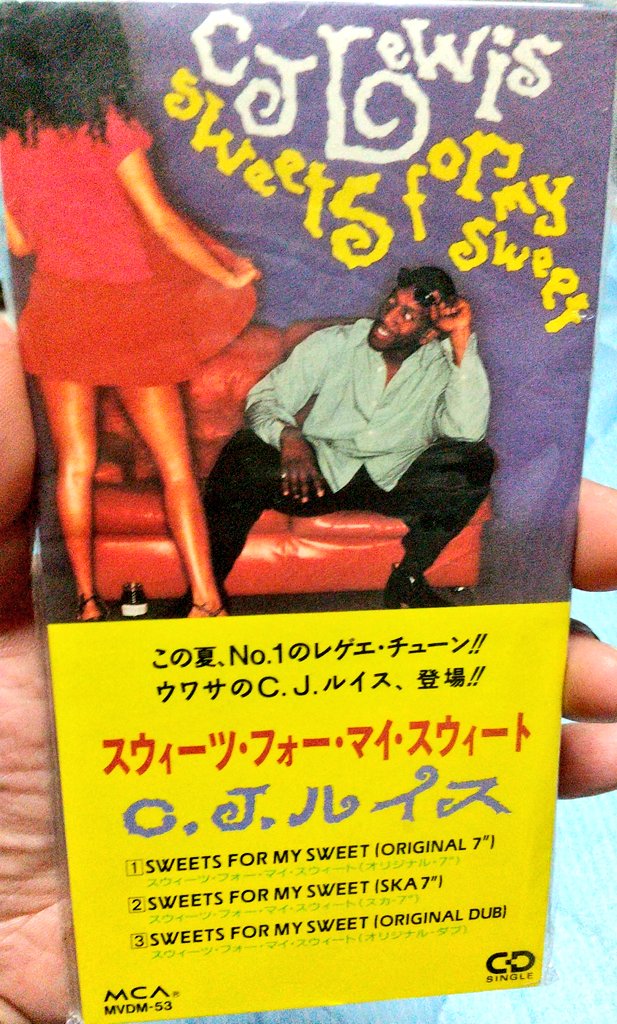 CJ Lewis
sweets for my sweet
この夏、No.1のレゲエ・チューン!!
ウワサのC.J.ルイス、登場!!
スウィーツ・フォー・マイ・スウィート
C.J.ルイス
1 SWEETS FOR MY SWEET (ORIGINAL 7")
スウィーツ・フォー・マイ・スウィート(オリジナル・7")
2 SWEETS FOR MY SWEET (SKA 7")
スウィーツ・フォー・マイ・スウィート(スカ・7")
3 SWEETS FOR MY SWEET (ORIGINAL DUB)
スウィーツ・フォー・マイ・スウィート(オリジナル・ダブ)
MCA®
MVDM-53
CD
SINGLE